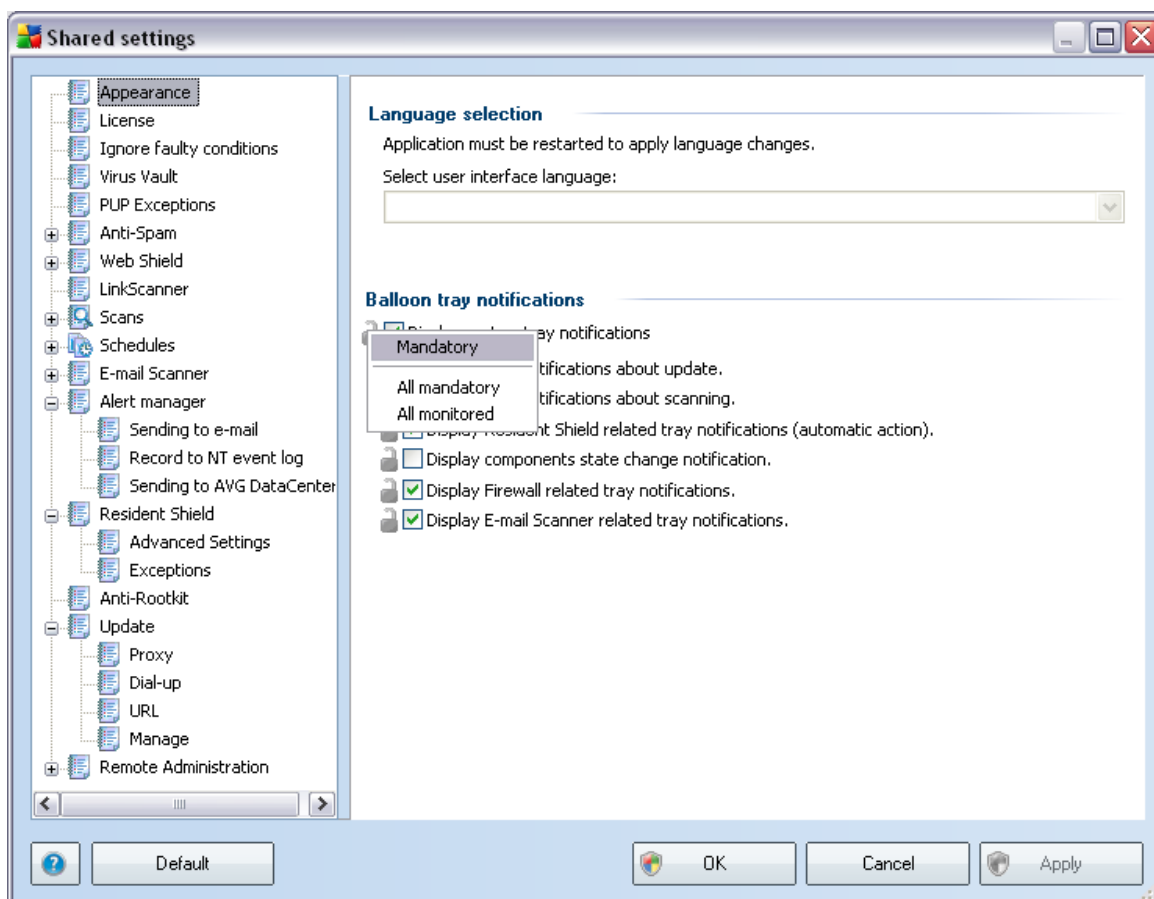 Shared settings
Appearance
License
Ignore faulty conditions
Virus Vault
PUP Exceptions
Anti-Spam
Web Shield
LinkScanner
Scans
Schedules
E-mail Scanner
Alert manager
Sending to e-mail
Record to NT event log
Sending to AVG DataCenter
Resident Shield
Advanced Settings
Exceptions
Anti-Rootkit
Update
Proxy
Dial-up
URL
Manage
Remote Administration
Language selection
Application must be restarted to apply language changes.
Select user interface language:
Balloon tray notifications
tray notifications
Mandatory
All mandatory
All monitored
notifications about update.
notifications about scanning.
Display Resident Shield related tray notifications (automatic action).
Display components state change notification.
Display Firewall related tray notifications.
Display E-mail Scanner related tray notifications.
Default
OK
Cancel
Apply